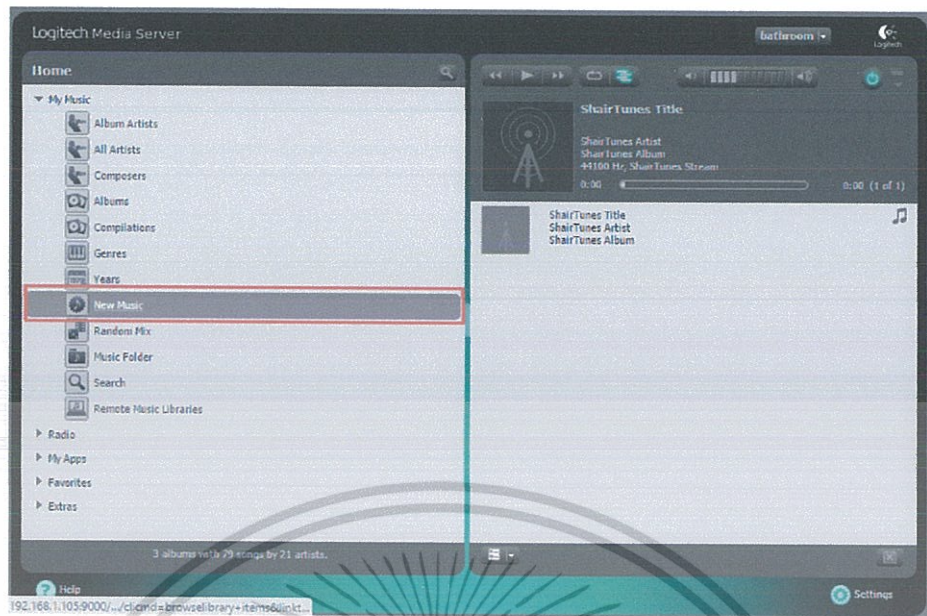 Logitech Media Server
bathroom
Logitech
Home
My Music
Album Artists
All Artists
Composers
Albums
Compilations
Genres
Years
New Music
Random Mix
Music Folder
Search
Remote Music Libraries
Radio
My Apps
Favorites
Extras
3 albums with 79 songs by 21 artists.
Help
192.168.1.105:9000/.../clicmd=browselibrary+items&linkt...
ShairTunes Title
ShairTunes Artist
ShairTunes Album
44100 Hz, ShairTunes Stream
0:00
0:00 (1 of 1)
ShairTunes Title
ShairTunes Artist
ShairTunes Album
Settings